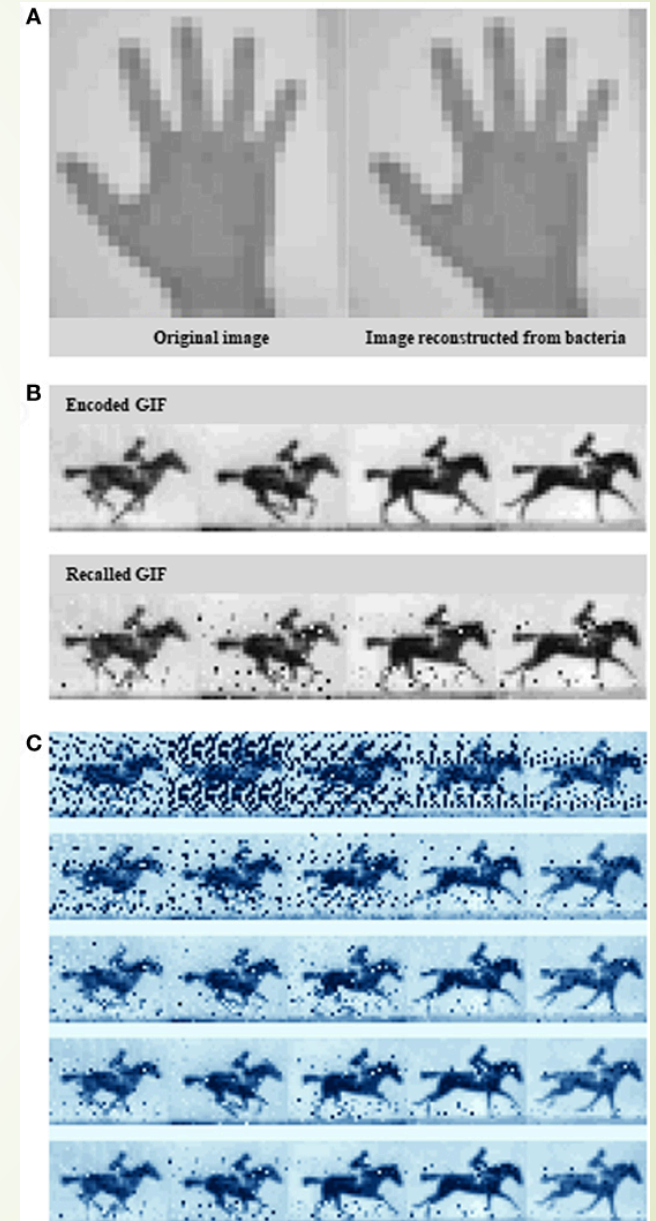 A
Original image
Image reconstructed from bacteria
B
Encoded GIF
Recalled GIF
C